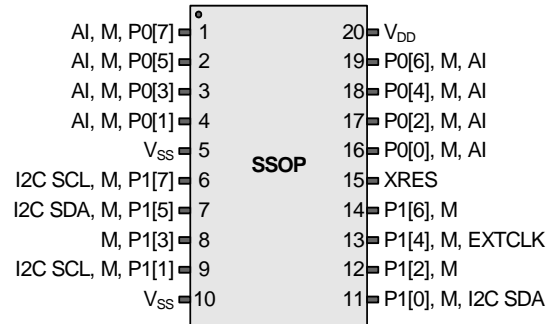 AI, M, P0[7] 1 20 VDD
AI, M, P0[5] 2 19 P0[6], M, AI
AI, M, P0[3] 3 18 P0[4], M, AI
AI, M, P0[1] 4 17 P0[2], M, AI
VSS 5 16 P0[0], M, AI
SSOP
I2C SCL, M, P1[7] 6 15 XRES
I2C SDA, M, P1[5] 7 14 P1[6], M
M, P1[3] 8 13 P1[4], M, EXTCLK
I2C SCL, M, P1[1] 9 12 P1[2], M
VSS 10 11 P1[0], M, I2C SDA